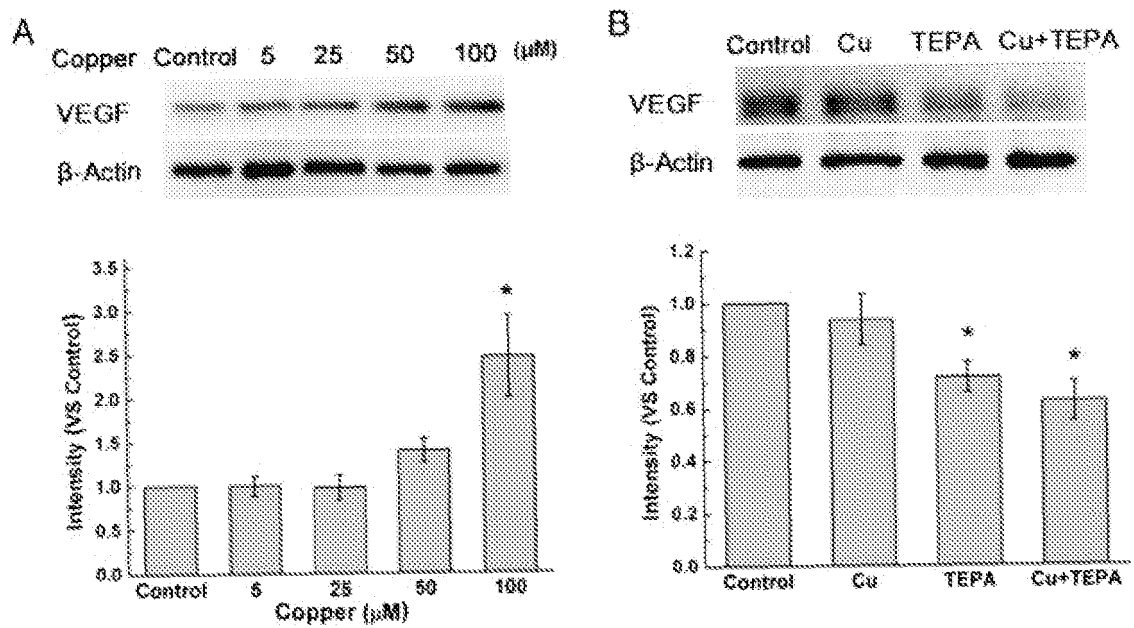 A
Copper Control 5 25 50 100 (μM)
VEGF
β-Actin
3.5
3.0
2.5
2.0
1.5
1.0
0.5
0.0
Intensity (VS Control)
*
Control 5 25 50 100
Copper (μM)
B
Control Cu TEPA Cu+TEPA
VEGF
β-Actin
1.2
1.0
0.8
0.6
0.4
0.2
0.0
Intensity (VS Control)
*
*
Control Cu TEPA Cu+TEPA